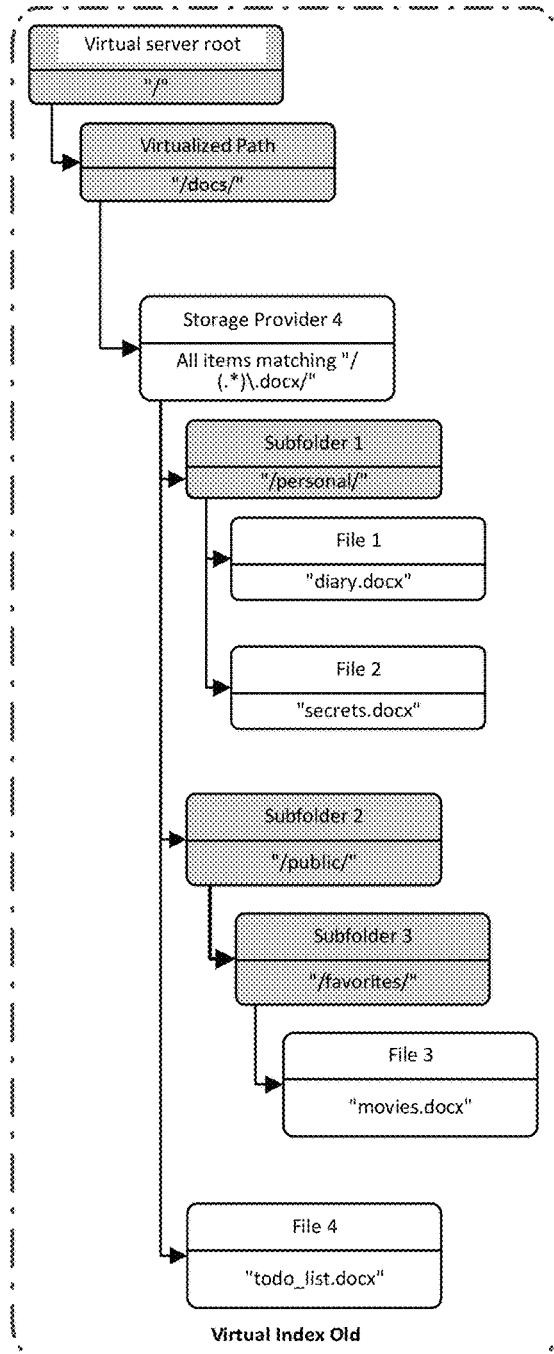 Virtual server root
"/"
Virtualized Path
"/docs/"
Storage Provider 4
All items matching "/
(.*)\.docx/"
Subfolder 1
"/personal/"
File 1
"diary.docx"
File 2
"secrets.docx"
Subfolder 2
"/public/"
Subfolder 3
"/favorites/"
File 3
"movies.docx"
File 4
"todo_list.docx"
Virtual Index Old